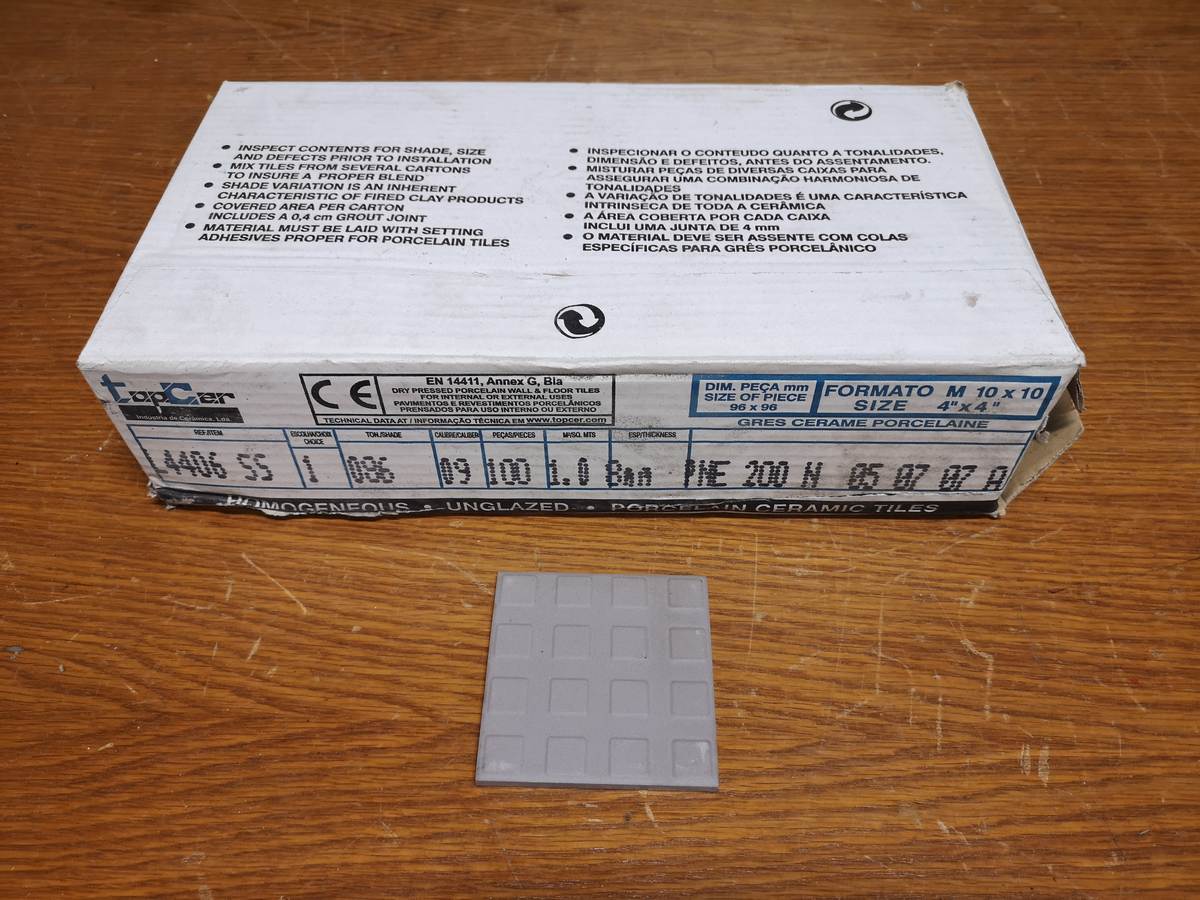 ● INSPECT CONTENTS FOR SHADE, SIZE
AND DEFECTS PRIOR TO INSTALLATION
● MIX TILES FROM SEVERAL CARTONS
TO INSURE A PROPER BLEND
● SHADE VARIATION IS AN INHERENT
CHARACTERISTIC OF FIRED CLAY PRODUCTS
● COVERED AREA PER CARTON
INCLUDES A 0,4 cm GROUT JOINT
● MATERIAL MUST BE LAID WITH SETTING
ADHESIVES PROPER FOR PORCELAIN TILES
● INSPECIONAR O CONTEUDO QUANTO A TONALIDADES,
DIMENSÃO E DEFEITOS, ANTES DO ASSENTAMENTO.
● MISTURAR PEÇAS DE DIVERSAS CAIXAS PARA
ASSEGURAR UMA COMBINAÇÃO HARMONIOSA DE
TONALIDADES
● A VARIAÇÃO DE TONALIDADES É UMA CARACTERÍSTICA
INTRINSECA DE TODA A CERÂMICA
● A ÁREA COBERTA POR CADA CAIXA
INCLUI UMA JUNTA DE 4 mm
● O MATERIAL DEVE SER ASSENTE COM COLAS
ESPECÍFICAS PARA GRÊS PORCELÂNICO
topCer
Industria de Cerâmica, Lda.
CE
EN 14411, Annex G, BIa
DRY PRESSED PORCELAIN WALL & FLOOR TILES
FOR INTERNAL OR EXTERNAL USES
PAVIMENTOS E REVESTIMENTOS PORCELÂNICOS
PRENSADOS PARA USO INTERNO OU EXTERNO
TECHNICAL DATA AT / INFORMAÇÃO TÉCNICA EM www.topcer.com
DIM. PEÇA mm
SIZE OF PIECE
96 x 96
FORMATO M 10 x 10
SIZE 4" x 4"
GRES CERAME PORCELAINE
REF./ITEM ESCOLHA/CHOIX CHOICE TON./SHADE CALIBRE/CALIBER PEÇAS/PIECES M²/SQ. MTS ESP/THICKNESS
L4406 SS 1 086 09 100 1.0 8mm PNE 200 N 05 07 07 A
HOMOGENEOUS • UNGLAZED • PORCELAIN CERAMIC TILES